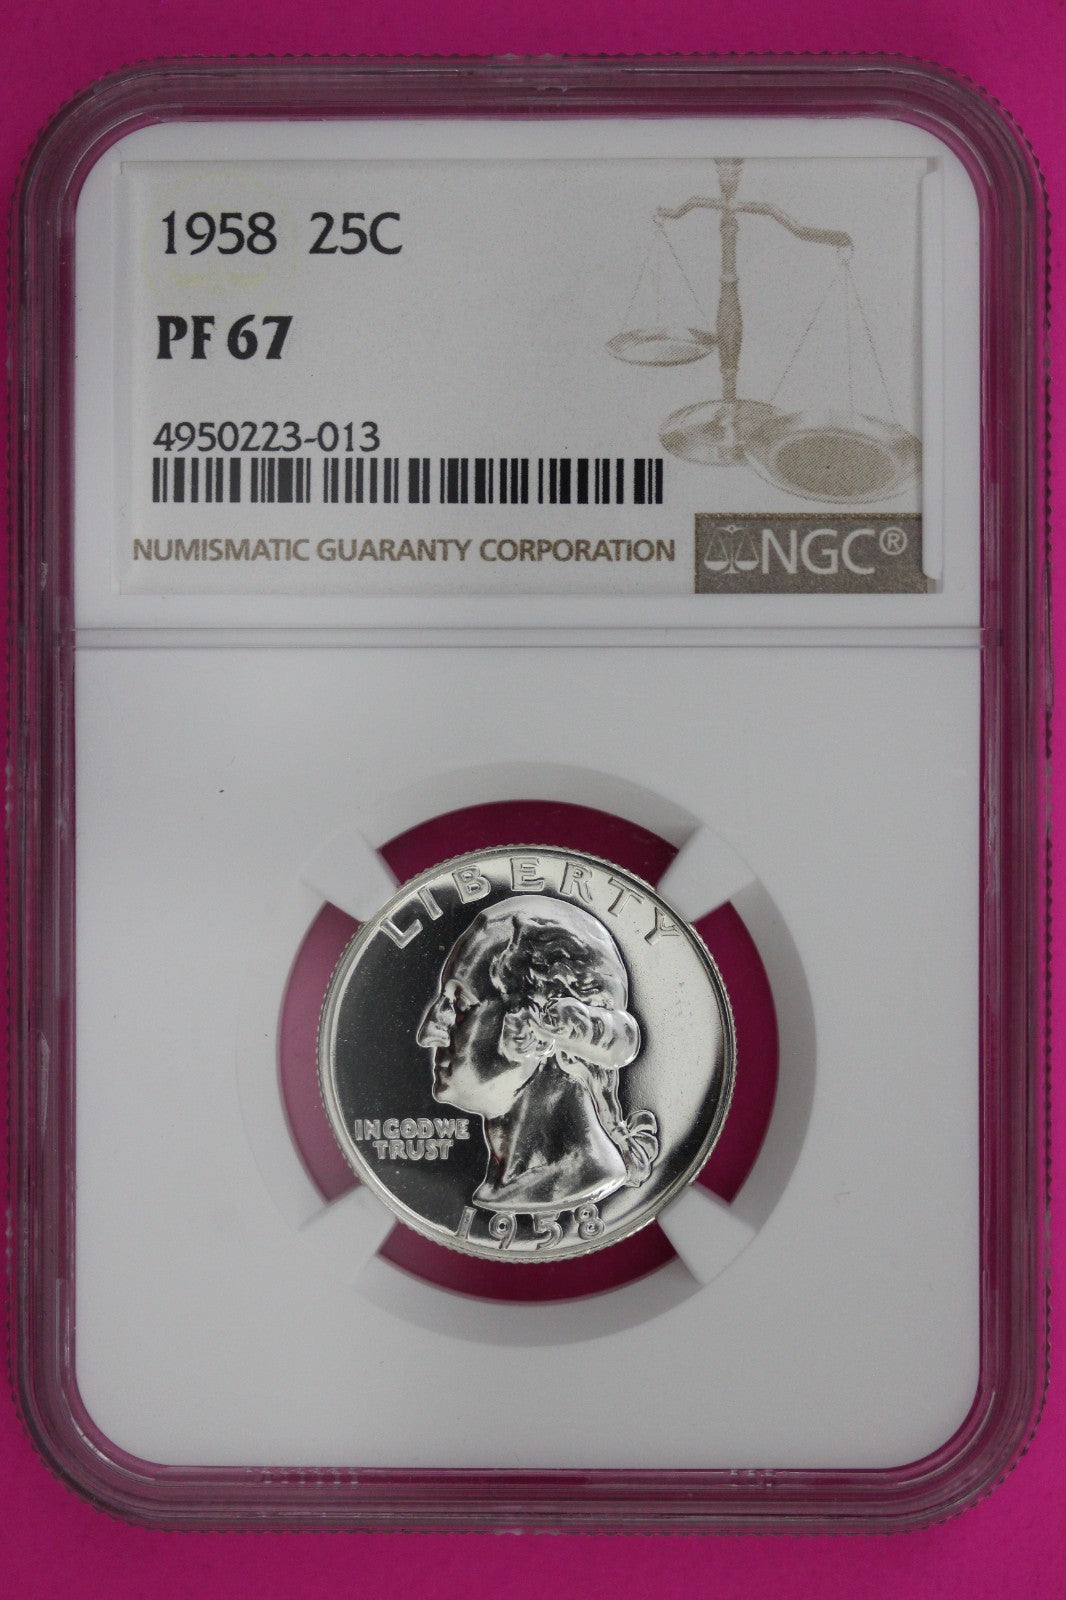 1958 25C
PF 67
4950223-013
NUMISMATIC GUARANTY CORPORATION
NGC®
LIBERTY
IN GOD WE
TRUST
1958